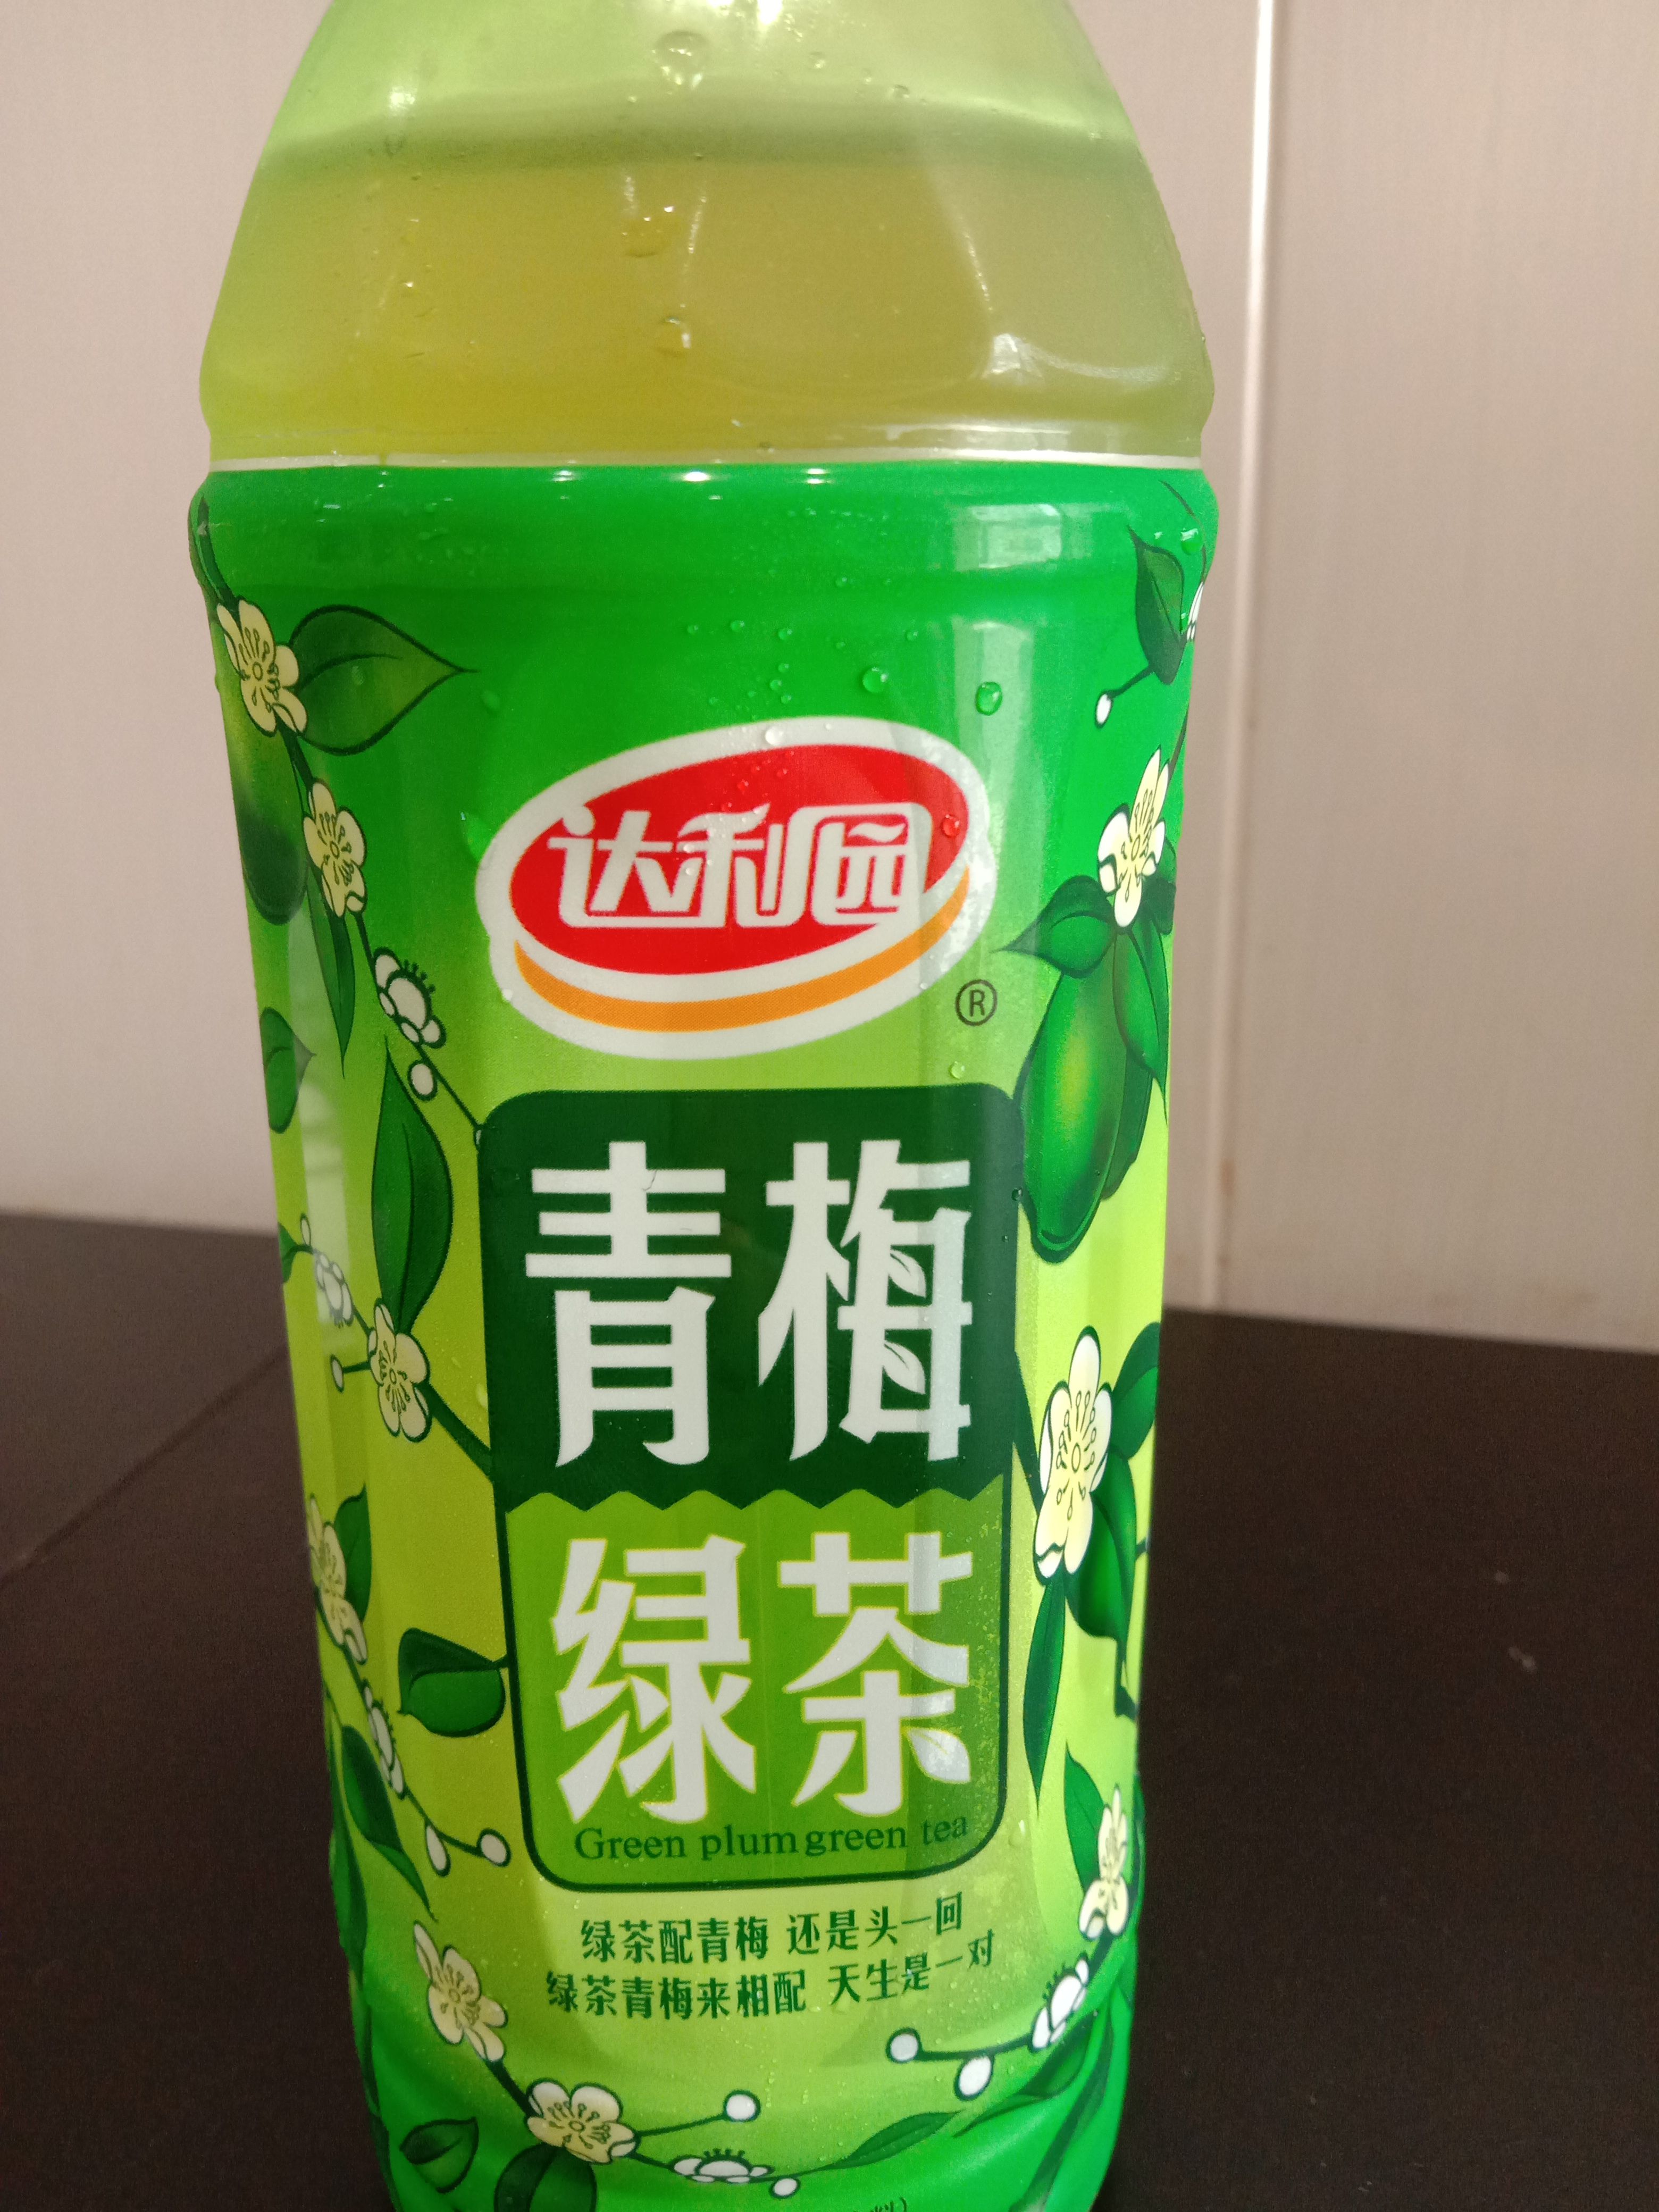 达利园
®
青梅
绿茶
Green plum green tea
绿茶配青梅 还是头一回
绿茶青梅来相配 天生是一对